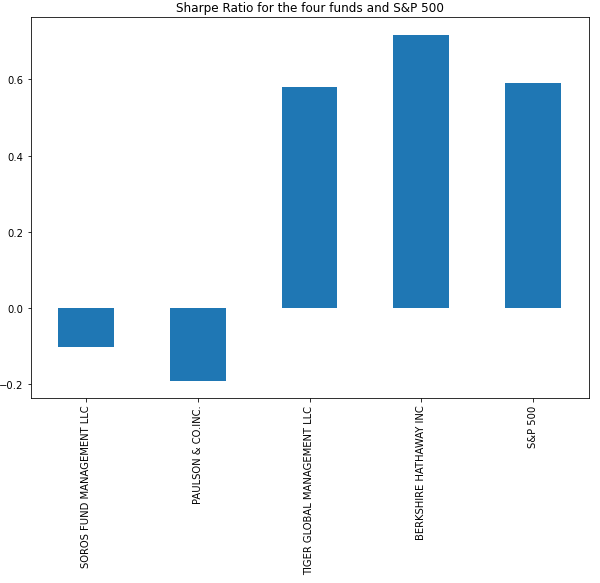 Sharpe Ratio for the four funds and S&P 500
0.6
0.4
0.2
0.0
−0.2
SOROS FUND MANAGEMENT LLC
PAULSON & CO.INC.
TIGER GLOBAL MANAGEMENT LLC
BERKSHIRE HATHAWAY INC
S&P 500